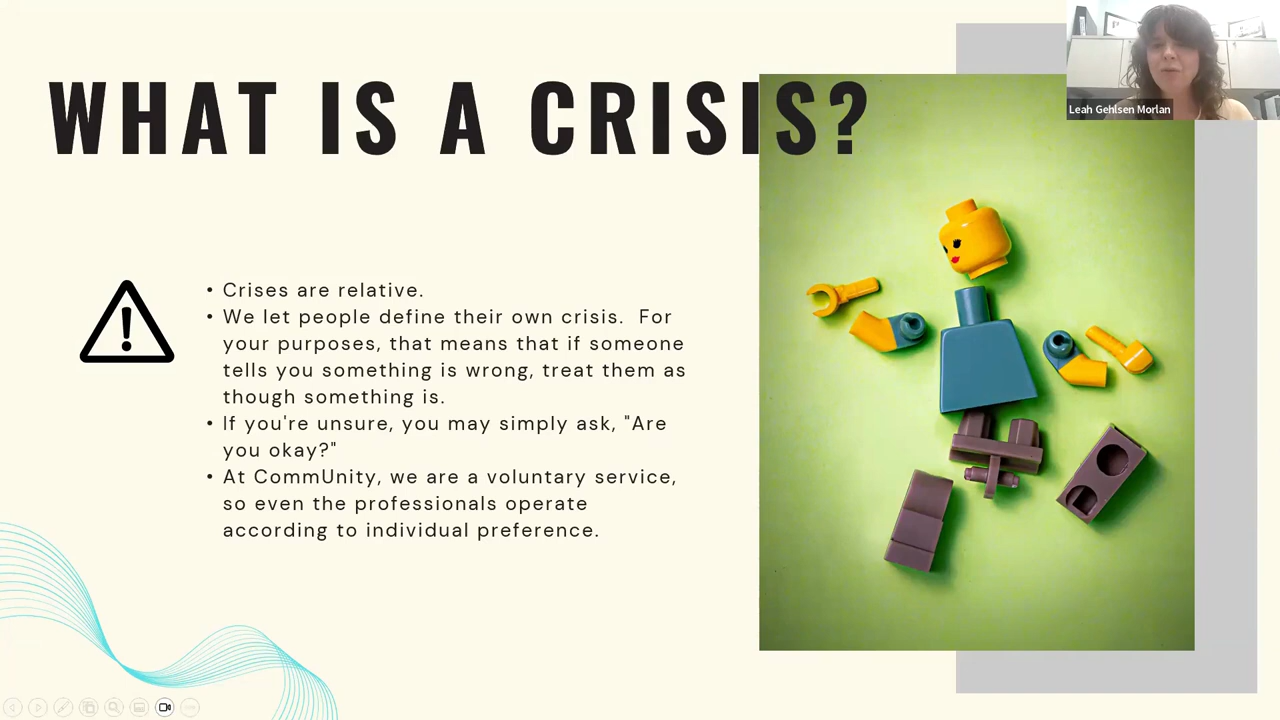 WHAT IS A CRISIS?
Leah Gehlsen Morlan
• Crises are relative.
• We let people define their own crisis.  For
your purposes, that means that if someone
tells you something is wrong, treat them as
though something is.
• If you're unsure, you may simply ask, "Are
you okay?"
• At CommUnity, we are a voluntary service,
so even the professionals operate
according to individual preference.